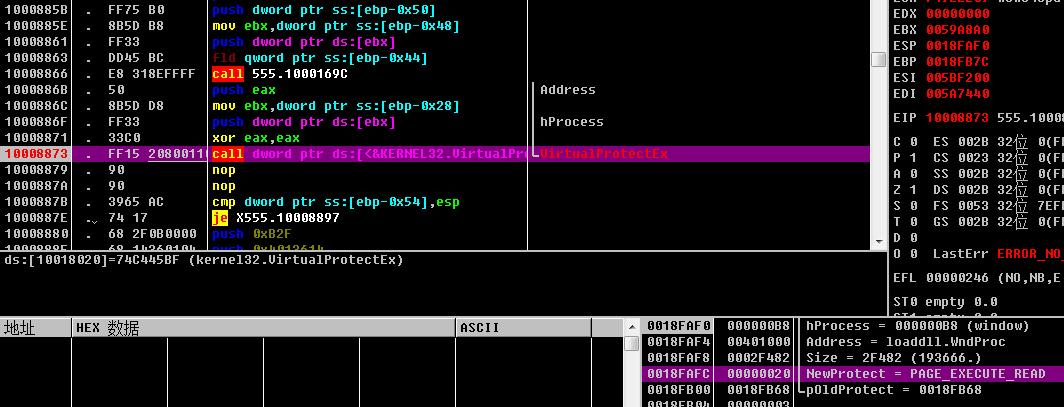 1000885B . FF75 B0 push dword ptr ss:[ebp-0x50]
1000885E . 8B5D B8 mov ebx,dword ptr ss:[ebp-0x48]
10008861 . FF33 push dword ptr ds:[ebx]
10008863 . DD45 BC fld qword ptr ss:[ebp-0x44]
10008866 . E8 318EFFFF call 555.1000169C
1000886B . 50 push eax Address
1000886C . 8B5D D8 mov ebx,dword ptr ss:[ebp-0x28]
1000886F . FF33 push dword ptr ds:[ebx] hProcess
10008871 . 33C0 xor eax,eax
10008873 . FF15 20800110 call dword ptr ds:[<&KERNEL32.VirtualPro VirtualProtectEx
10008879 . 90 nop
1000887A . 90 nop
1000887B . 3965 AC cmp dword ptr ss:[ebp-0x54],esp
1000887E .v 74 17 je X555.10008897
10008880 . 68 2F0B0000 push 0xB2F
ds:[10018020]=74C445BF (kernel32.VirtualProtectEx)
EDX 00000000
EBX 0059A8A0
ESP 0018FAF0
EBP 0018FB7C
ESI 005BF200
EDI 005A7440
EIP 10008873 555.1000
C 0 ES 002B 32位 0(FF
P 1 CS 0023 32位 0(FF
A 0 SS 002B 32位 0(FF
Z 1 DS 002B 32位 0(FF
S 0 FS 0053 32位 7EFF
T 0 GS 002B 32位 0(FF
D 0
O 0 LastErr ERROR_NO_
EFL 00000246 (NO,NB,E
ST0 empty 0.0
地址 HEX 数据 ASCII
0018FAF0 000000B8 hProcess = 000000B8 (window)
0018FAF4 00401000 Address = loaddll.WndProc
0018FAF8 0002F482 Size = 2F482 (193666.)
0018FAFC 00000020 NewProtect = PAGE_EXECUTE_READ
0018FB00 0018FB68 pOldProtect = 0018FB68